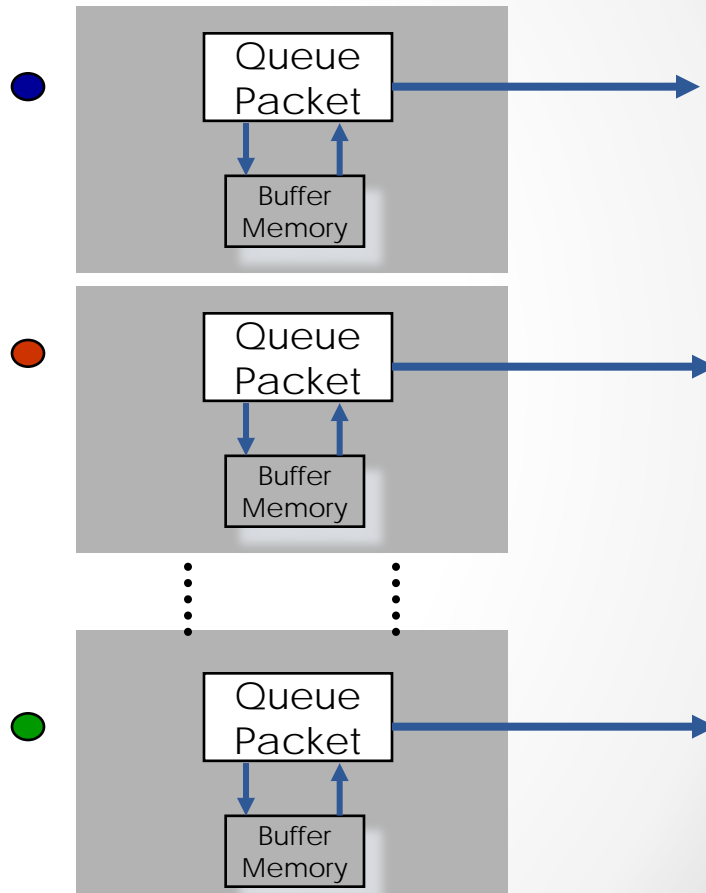 Queue
Packet
Buffer
Memory
Queue
Packet
Buffer
Memory
Queue
Packet
Buffer
Memory